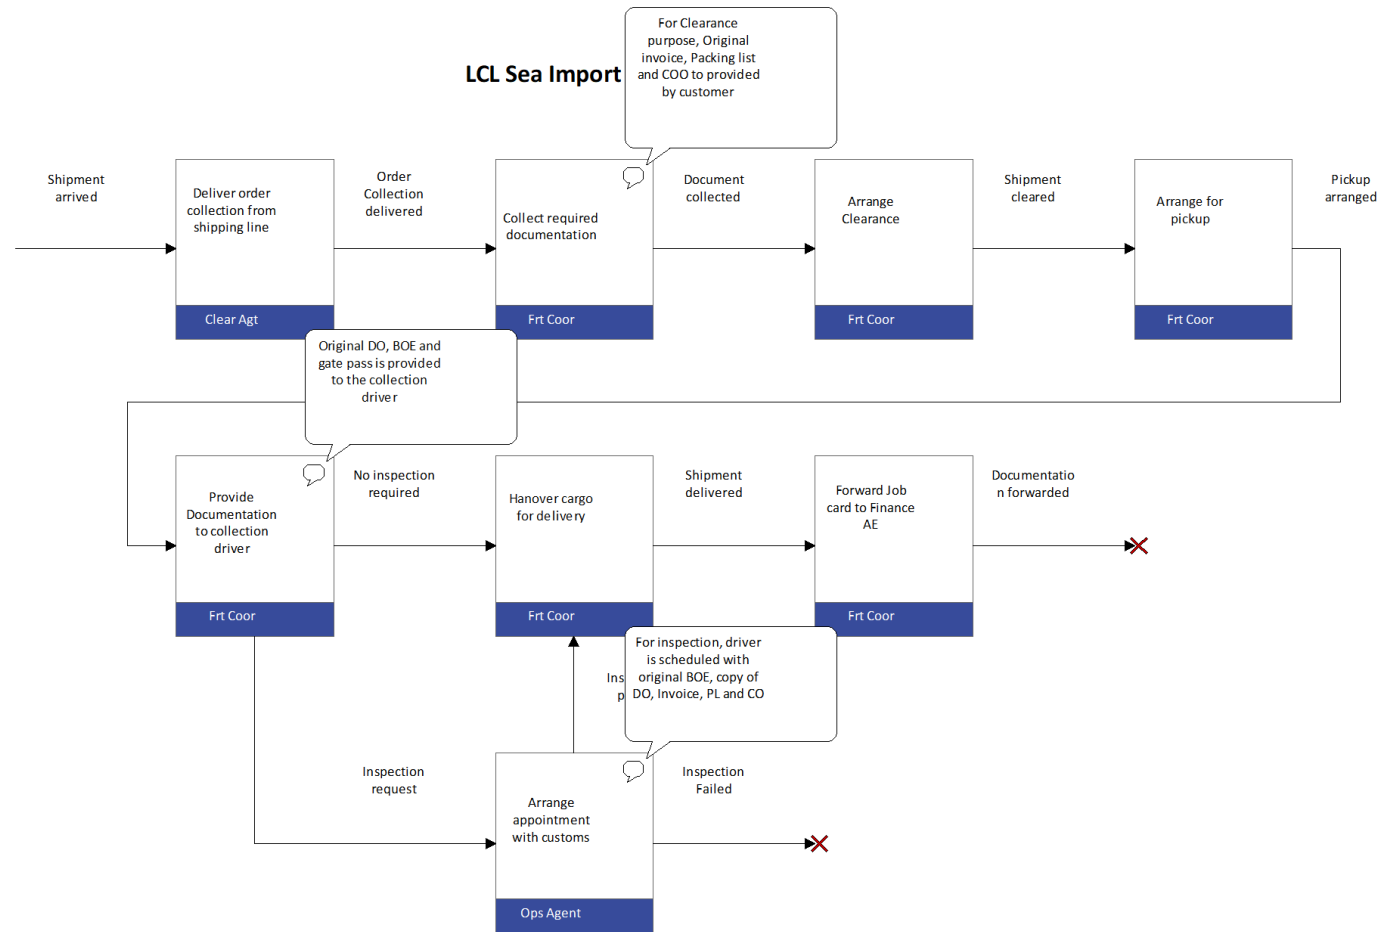 For Clearance
purpose, Original
invoice, Packing list
and COO to provided
by customer
LCL Sea Import
Shipment
arrived
Deliver order
collection from
shipping line
Clear Agt
Order
Collection
delivered
Collect required
documentation
Frt Coor
Document
collected
Arrange
Clearance
Frt Coor
Shipment
cleared
Arrange for
pickup
Frt Coor
Pickup
arranged
Original DO, BOE and
gate pass is provided
to the collection
driver
Provide
Documentation
to collection
driver
Frt Coor
No inspection
required
Hanover cargo
for delivery
Frt Coor
Shipment
delivered
Forward Job
card to Finance
AE
Frt Coor
Documentatio
n forwarded
For inspection, driver
is scheduled with
original BOE, copy of
DO, Invoice, PL and CO
Inspection
request
Arrange
appointment
with customs
Ops Agent
Inspection
Failed